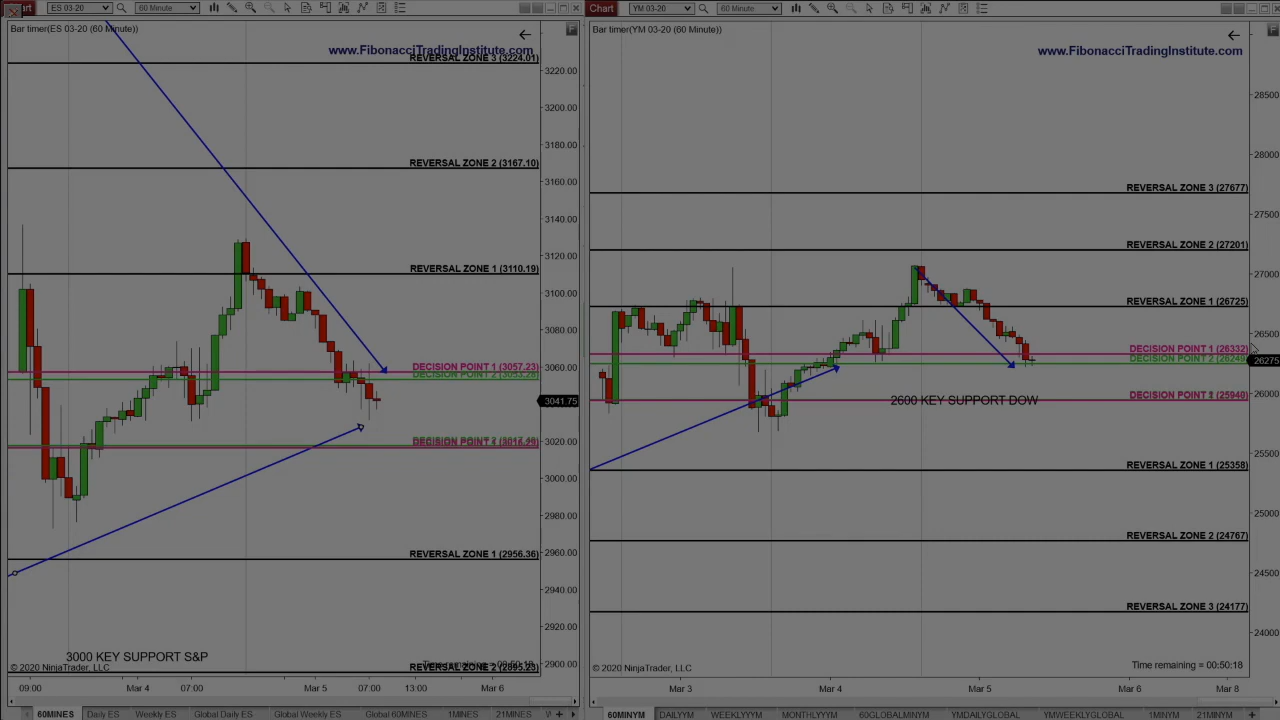 Chart
ES 03-20
60 Minute
Bar timer(ES 03-20 (60 Minute))
F
www.FibonacciTradingInstitute.com
REVERSAL ZONE 3 (3224.01)
3220.00
3200.00
3180.00
REVERSAL ZONE 2 (3167.10)
3160.00
3140.00
3120.00
REVERSAL ZONE 1 (3110.19)
3100.00
3080.00
DECISION POINT 1 (3057.23)
3060.00
3041.75
3020.00
3000.00
2980.00
REVERSAL ZONE 1 (2956.36)
2960.00
2940.00
2920.00
3000 KEY SUPPORT S&P
© 2020 NinjaTrader, LLC
2900.00
09:00
Mar 4
07:00
Mar 5
07:00
13:00
Mar 6
60MINES
Daily ES
Weekly ES
Global Daily ES
Global Weekly ES
Global 60MINES
1MINES
21MINES
W
Chart
YM 03-20
60 Minute
Bar timer(YM 03-20 (60 Minute))
F
www.FibonacciTradingInstitute.com
28500
28000
REVERSAL ZONE 3 (27677)
27500
REVERSAL ZONE 2 (27201)
27000
REVERSAL ZONE 1 (26725)
26500
DECISION POINT 1 (26332)
26275
26000
2600 KEY SUPPORT DOW
REVERSAL ZONE 1 (25358)
25500
25000
REVERSAL ZONE 2 (24767)
24500
REVERSAL ZONE 3 (24177)
24000
© 2020 NinjaTrader, LLC
Time remaining = 00:50:18
Mar 3
Mar 4
Mar 5
Mar 6
Mar 8
60MINYM
DAILYYM
WEEKLYYYM
MONTHLYYM
60GLOBALMINYM
YMDAILYGLOBAL
YMWEEKLYGLOBAL
1MINYM
21MINYM